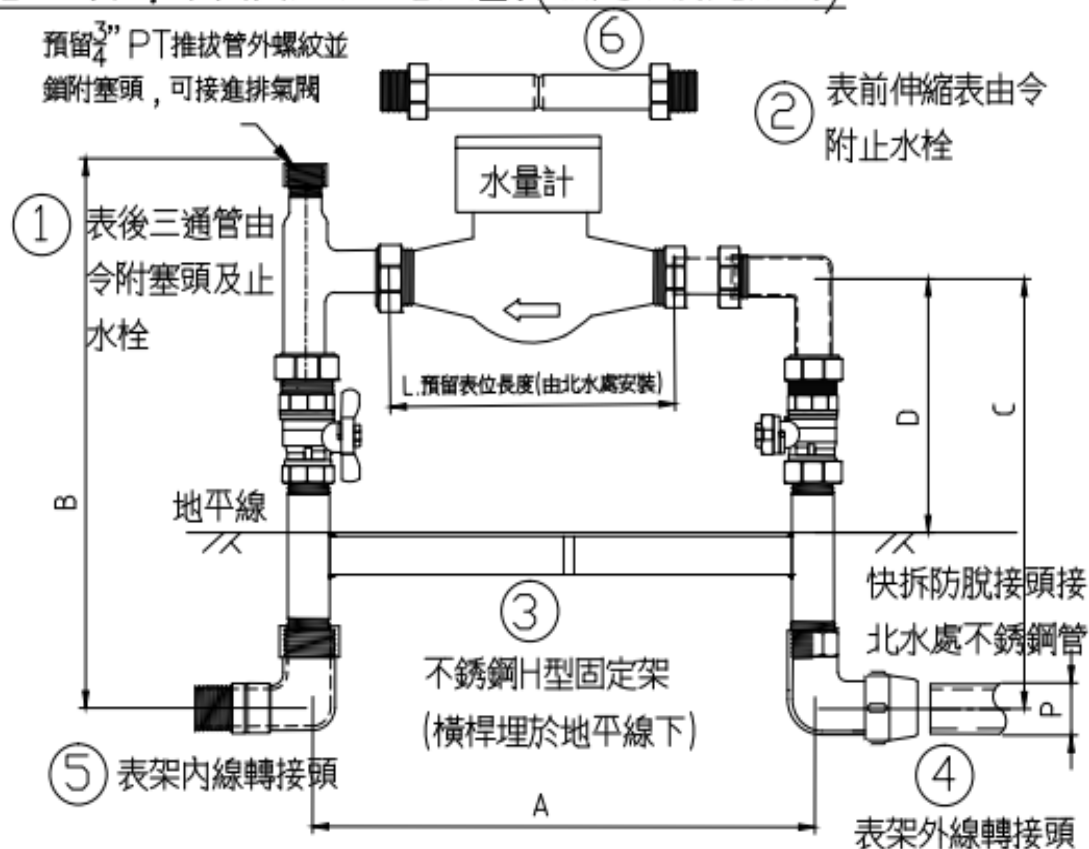 預留3/4" PT推拔管外螺紋並
鎖附塞頭,可接進排氣閥
⑥
② 表前伸縮表由令
附止水栓
水量計
① 表後三通管由
令附塞頭及止
水栓
L.預留表位長度(由北水處安裝)
D
C
B
地平線
快拆防脫接頭接
北水處不銹鋼管
③
不銹鋼H型固定架
(橫桿埋於地平線下)
P
⑤ 表架內線轉接頭
④
表架外線轉接頭
A